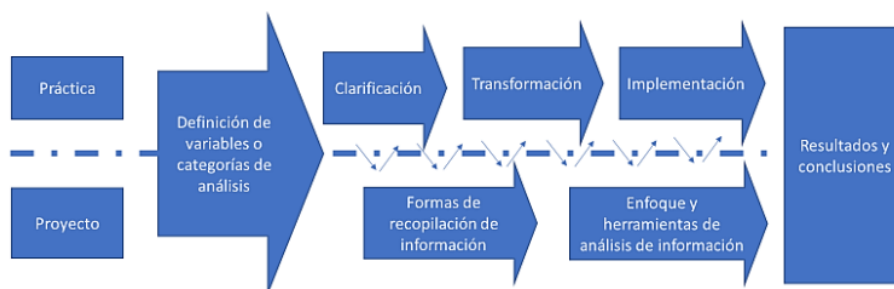 Práctica
Proyecto
Definición de
variables o
categorías de
análisis
Clarificación
Transformación
Implementación
Formas de
recopilación de
información
Enfoque y
herramientas de
análisis de información
Resultados y
conclusiones